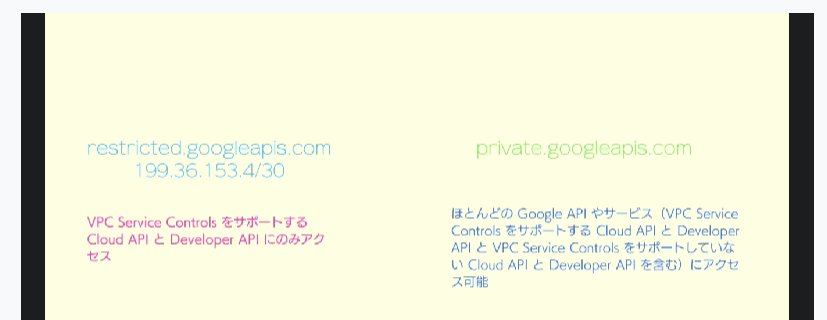 restricted.googleapis.com
199.36.153.4/30
VPC Service Controls をサポートする
Cloud API と Developer API にのみアク
セス
private.googleapis.com
ほとんどの Google API やサービス（VPC Service
Controls をサポートする Cloud API と Developer
API と VPC Service Controls をサポートしていな
い Cloud API と Developer API を含む）にアクセ
ス可能